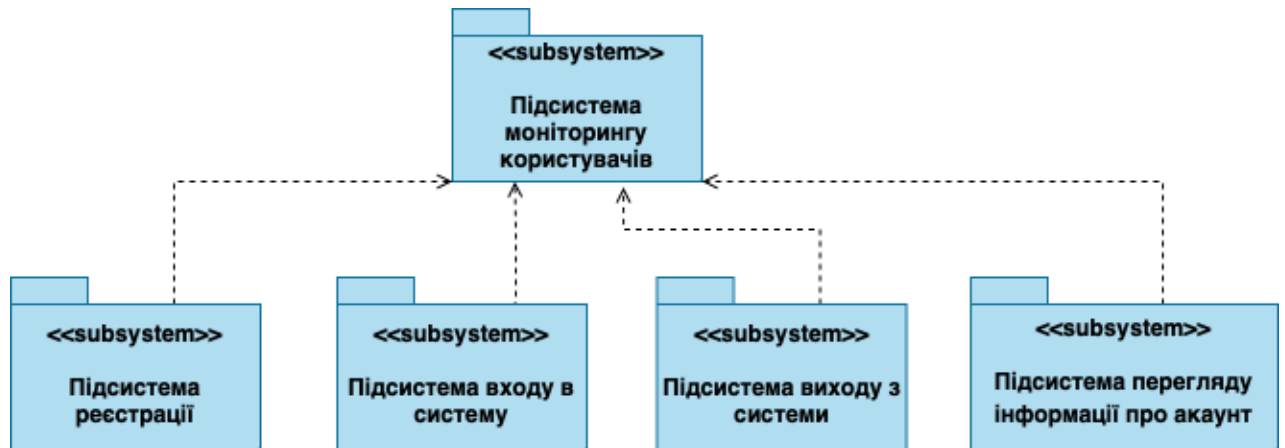 <<subsystem>>
Підсистема
моніторингу
користувачів
<<subsystem>>
Підсистема
реєстрації
<<subsystem>>
Підсистема входу в
систему
<<subsystem>>
Підсистема виходу з
системи
<<subsystem>>
Підсистема перегляду
інформації про акаунт